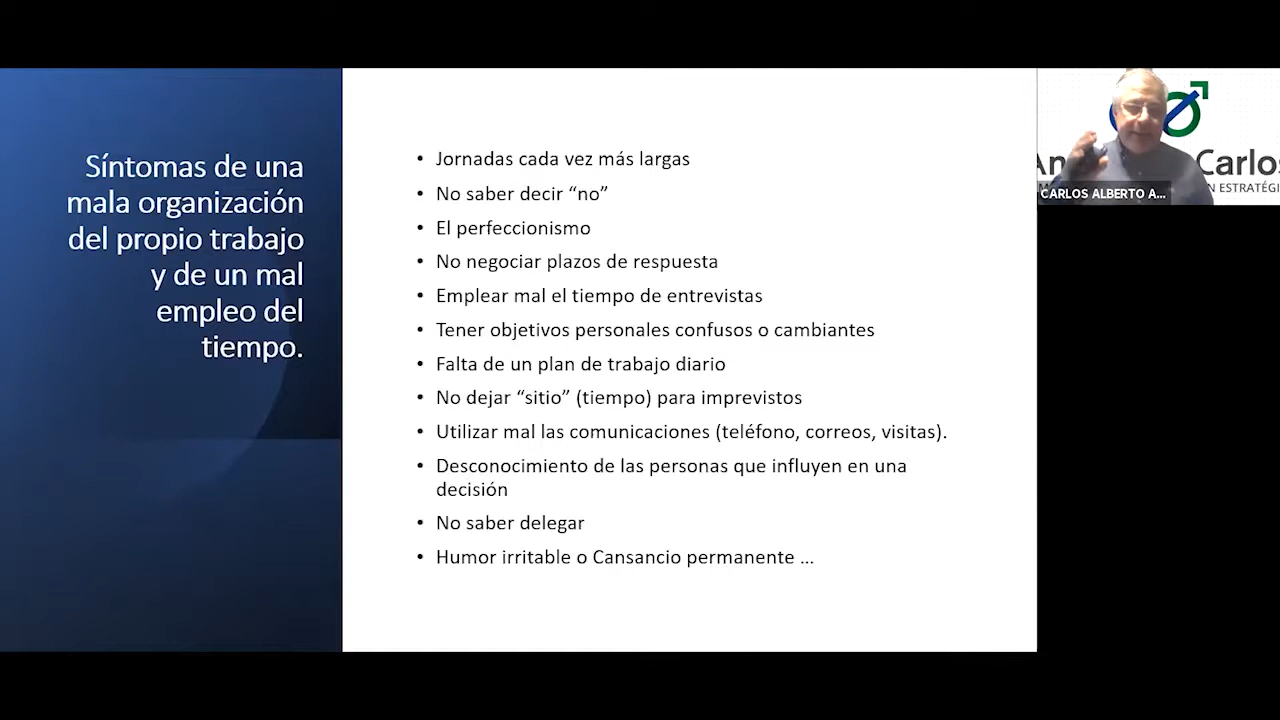 Síntomas de una
mala organización
del propio trabajo
y de un mal
empleo del
tiempo.
• Jornadas cada vez más largas
• No saber decir “no”
• El perfeccionismo
• No negociar plazos de respuesta
• Emplear mal el tiempo de entrevistas
• Tener objetivos personales confusos o cambiantes
• Falta de un plan de trabajo diario
• No dejar “sitio” (tiempo) para imprevistos
• Utilizar mal las comunicaciones (teléfono, correos, visitas).
• Desconocimiento de las personas que influyen en una
decisión
• No saber delegar
• Humor irritable o Cansancio permanente ...
Carlos
CARLOS ALBERTO A...